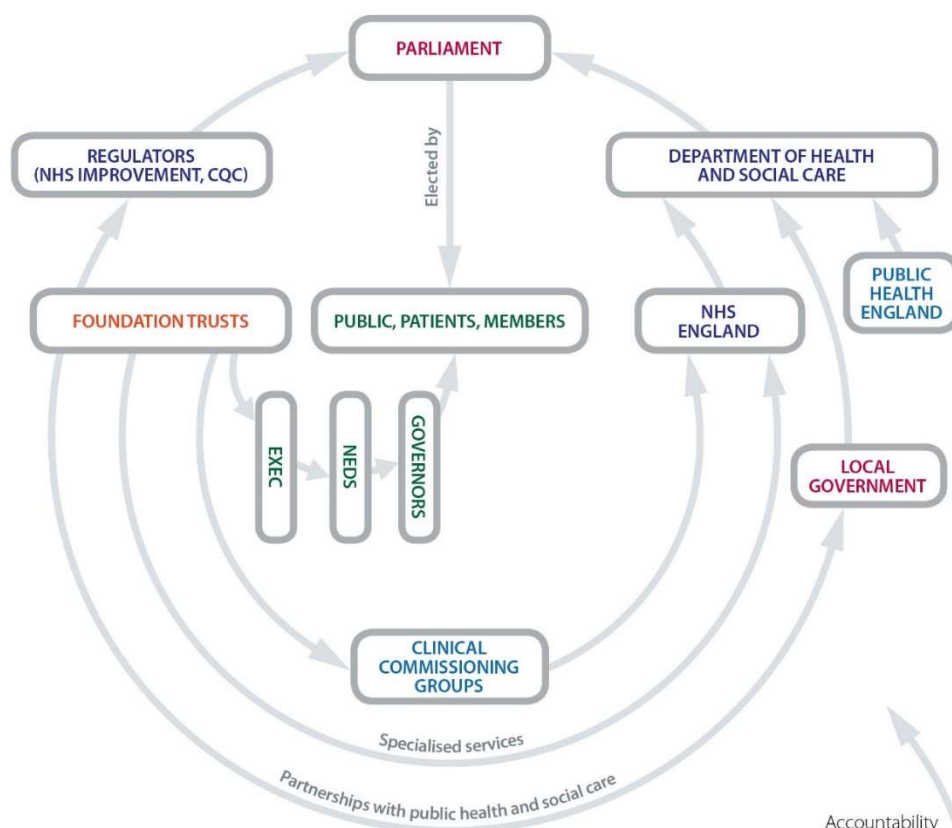 PARLIAMENT
REGULATORS
(NHS IMPROVEMENT, CQC)
Elected by
DEPARTMENT OF HEALTH
AND SOCIAL CARE
FOUNDATION TRUSTS
PUBLIC, PATIENTS, MEMBERS
NHS
ENGLAND
PUBLIC
HEALTH
ENGLAND
EXEC
NEDS
GOVERNORS
LOCAL
GOVERNMENT
CLINICAL
COMMISSIONING
GROUPS
Specialised services
Partnerships with public health and social care
Accountability